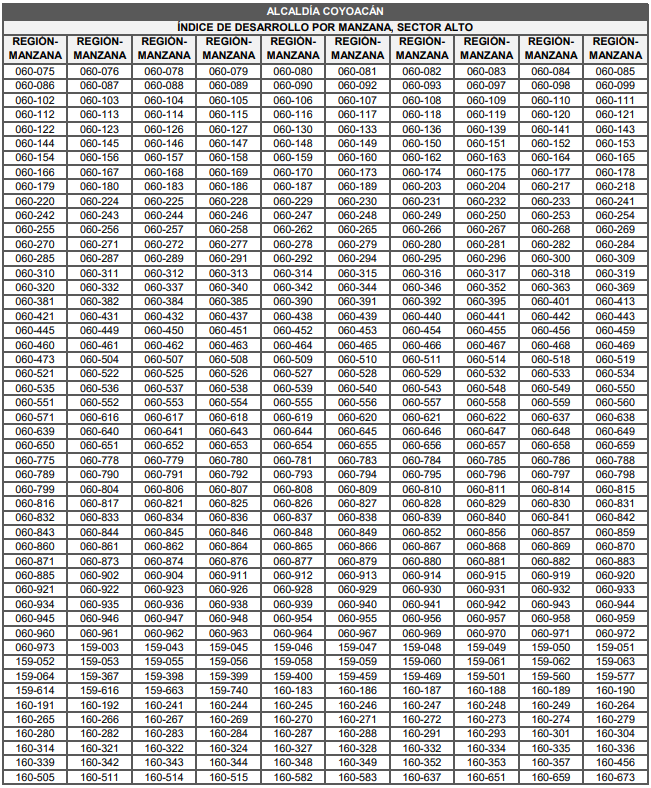 ALCALDÍA COYOACÁN
ÍNDICE DE DESARROLLO POR MANZANA, SECTOR ALTO
REGIÓN-MANZANA REGIÓN-MANZANA REGIÓN-MANZANA REGIÓN-MANZANA REGIÓN-MANZANA REGIÓN-MANZANA REGIÓN-MANZANA REGIÓN-MANZANA REGIÓN-MANZANA REGIÓN-MANZANA
060-075 060-076 060-078 060-079 060-080 060-081 060-082 060-083 060-084 060-085
060-086 060-087 060-088 060-089 060-090 060-092 060-093 060-097 060-098 060-099
060-102 060-103 060-104 060-105 060-106 060-107 060-108 060-109 060-110 060-111
060-112 060-113 060-114 060-115 060-116 060-117 060-118 060-119 060-120 060-121
060-122 060-123 060-126 060-127 060-130 060-133 060-136 060-139 060-141 060-143
060-144 060-145 060-146 060-147 060-148 060-149 060-150 060-151 060-152 060-153
060-154 060-156 060-157 060-158 060-159 060-160 060-162 060-163 060-164 060-165
060-166 060-167 060-168 060-169 060-170 060-173 060-174 060-175 060-177 060-178
060-179 060-180 060-183 060-186 060-187 060-189 060-203 060-204 060-217 060-218
060-220 060-224 060-225 060-228 060-229 060-230 060-231 060-232 060-233 060-241
060-242 060-243 060-244 060-246 060-247 060-248 060-249 060-250 060-253 060-254
060-255 060-256 060-257 060-258 060-262 060-265 060-266 060-267 060-268 060-269
060-270 060-271 060-272 060-277 060-278 060-279 060-280 060-281 060-282 060-284
060-285 060-287 060-289 060-291 060-292 060-294 060-295 060-296 060-300 060-309
060-310 060-311 060-312 060-313 060-314 060-315 060-316 060-317 060-318 060-319
060-320 060-332 060-337 060-340 060-342 060-344 060-346 060-352 060-363 060-369
060-381 060-382 060-384 060-385 060-390 060-391 060-392 060-395 060-401 060-413
060-421 060-431 060-432 060-437 060-438 060-439 060-440 060-441 060-442 060-443
060-445 060-449 060-450 060-451 060-452 060-453 060-454 060-455 060-456 060-459
060-460 060-461 060-462 060-463 060-464 060-465 060-466 060-467 060-468 060-469
060-473 060-504 060-507 060-508 060-509 060-510 060-511 060-514 060-518 060-519
060-521 060-522 060-525 060-526 060-527 060-528 060-529 060-532 060-533 060-534
060-535 060-536 060-537 060-538 060-539 060-540 060-543 060-548 060-549 060-550
060-551 060-552 060-553 060-554 060-555 060-556 060-557 060-558 060-559 060-560
060-571 060-616 060-617 060-618 060-619 060-620 060-621 060-622 060-637 060-638
060-639 060-640 060-641 060-643 060-644 060-645 060-646 060-647 060-648 060-649
060-650 060-651 060-652 060-653 060-654 060-655 060-656 060-657 060-658 060-659
060-775 060-778 060-779 060-780 060-781 060-783 060-784 060-785 060-786 060-788
060-789 060-790 060-791 060-792 060-793 060-794 060-795 060-796 060-797 060-798
060-799 060-804 060-806 060-807 060-808 060-809 060-810 060-811 060-814 060-815
060-816 060-817 060-821 060-825 060-826 060-827 060-828 060-829 060-830 060-831
060-832 060-833 060-834 060-836 060-837 060-838 060-839 060-840 060-841 060-842
060-843 060-844 060-845 060-846 060-848 060-849 060-852 060-856 060-857 060-859
060-860 060-861 060-862 060-864 060-865 060-866 060-867 060-868 060-869 060-870
060-871 060-873 060-874 060-876 060-877 060-879 060-880 060-881 060-882 060-883
060-885 060-902 060-904 060-911 060-912 060-913 060-914 060-915 060-919 060-920
060-921 060-922 060-923 060-926 060-928 060-929 060-930 060-931 060-932 060-933
060-934 060-935 060-936 060-938 060-939 060-940 060-941 060-942 060-943 060-944
060-945 060-946 060-947 060-948 060-954 060-955 060-956 060-957 060-958 060-959
060-960 060-961 060-962 060-963 060-964 060-967 060-969 060-970 060-971 060-972
060-973 159-003 159-043 159-045 159-046 159-047 159-048 159-049 159-050 159-051
159-052 159-053 159-055 159-056 159-058 159-059 159-060 159-061 159-062 159-063
159-064 159-367 159-398 159-399 159-400 159-459 159-469 159-501 159-560 159-577
159-614 159-616 159-663 159-740 160-183 160-186 160-187 160-188 160-189 160-190
160-191 160-192 160-241 160-244 160-245 160-246 160-247 160-248 160-249 160-264
160-265 160-266 160-267 160-269 160-270 160-271 160-272 160-273 160-274 160-279
160-280 160-282 160-283 160-284 160-287 160-288 160-291 160-293 160-301 160-304
160-314 160-321 160-322 160-324 160-327 160-328 160-332 160-334 160-335 160-336
160-339 160-342 160-343 160-344 160-348 160-349 160-352 160-353 160-357 160-456
160-505 160-511 160-514 160-515 160-582 160-583 160-637 160-651 160-659 160-673